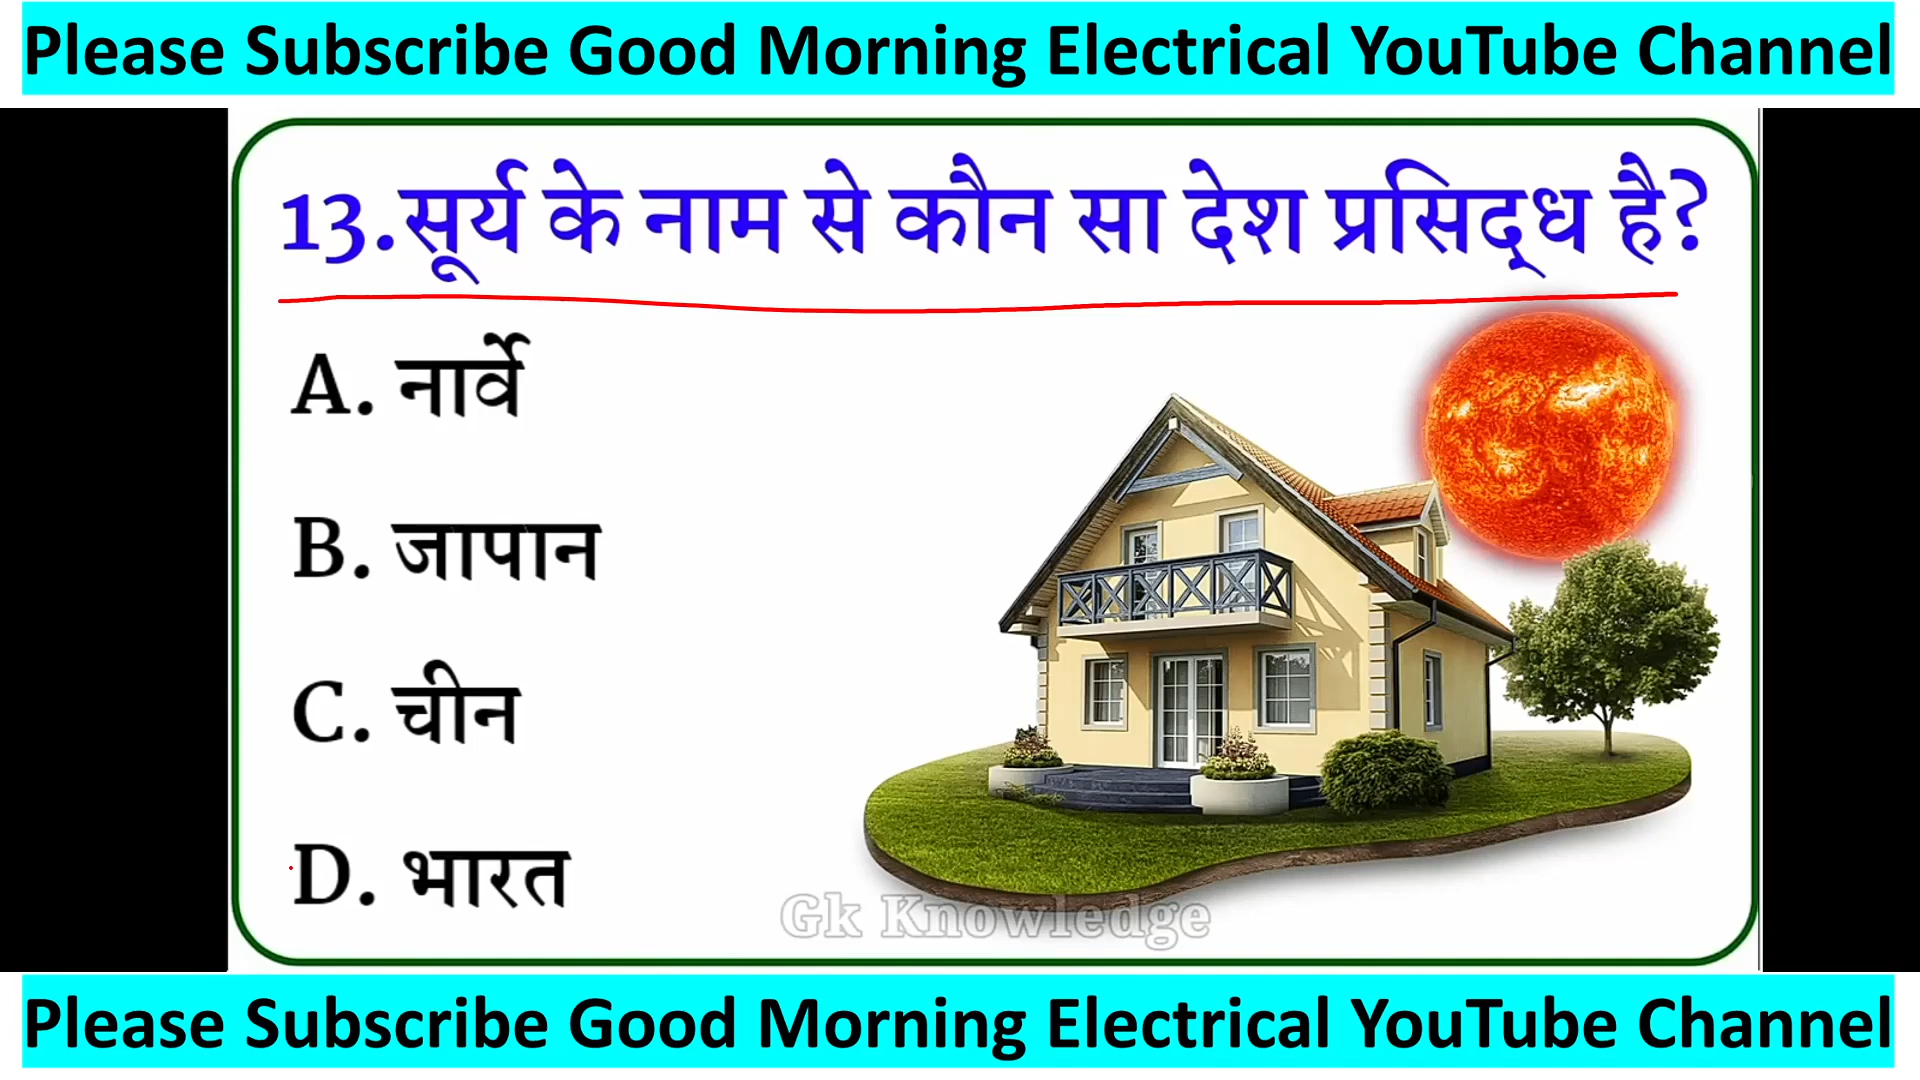 Please Subscribe Good Morning Electrical YouTube Channel
13.सूर्य के नाम से कौन सा देश प्रसिद्ध है?
A. नार्वे
B. जापान
C. चीन
D. भारत
Gk Knowledge
Please Subscribe Good Morning Electrical YouTube Channel